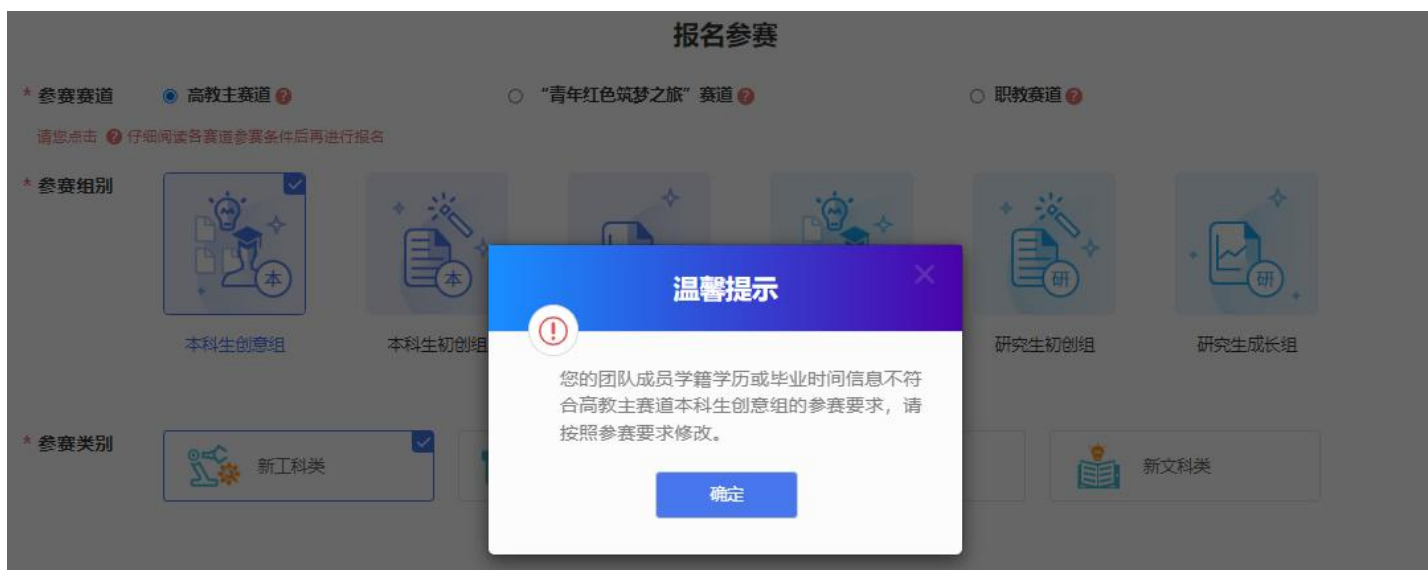 报名参赛
* 参赛赛道 高教主赛道 ? “青年红色筑梦之旅”赛道 ? 职教赛道 ?
请您点击 ? 仔细阅读各赛道参赛条件后再进行报名
* 参赛组别
本 本 研 研
本科生创意组 本科生初创组 研究生初创组 研究生成长组
温馨提示
您的团队成员学籍学历或毕业时间信息不符
合高教主赛道本科生创意组的参赛要求，请
按照参赛要求修改。
* 参赛类别 新工科类 新文科类
确定